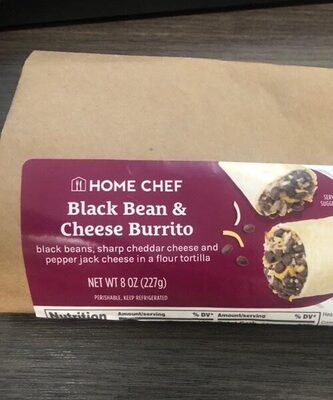 HOME CHEF
Black Bean &
Cheese Burrito
black beans, sharp cheddar cheese and
pepper jack cheese in a flour tortilla
NET WT 8 OZ (227g)
PERISHABLE, KEEP REFRIGERATED
Nutrition
Amount/serving % DV*
Amount/serving % DV*